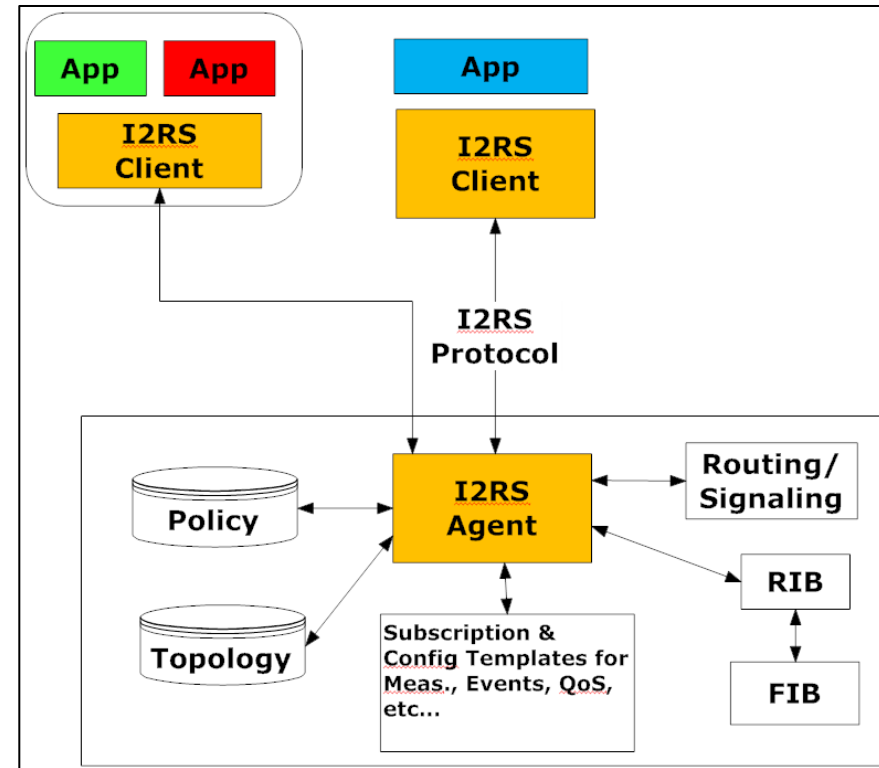 App
App
I2RS
Client
App
I2RS
Client
I2RS
Protocol
I2RS
Agent
Policy
Topology
Routing/
Signaling
RIB
FIB
Subscription &
Config Templates for
Meas., Events, QoS,
etc...